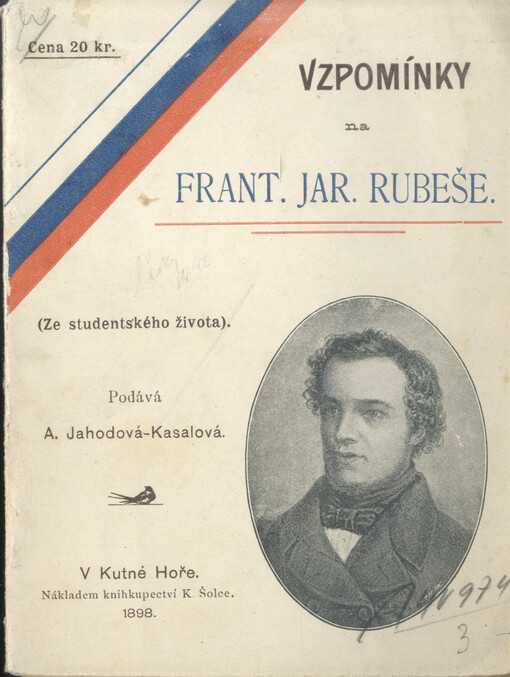 Cena 20 kr.
VZPOMÍNKY
na
FRANT. JAR. RUBEŠE.
(Ze studentského života).
Podává
A. Jahodová-Kasalová.
V Kutné Hoře.
Nákladem knihkupectví K. Šolce.
1898.
3 -